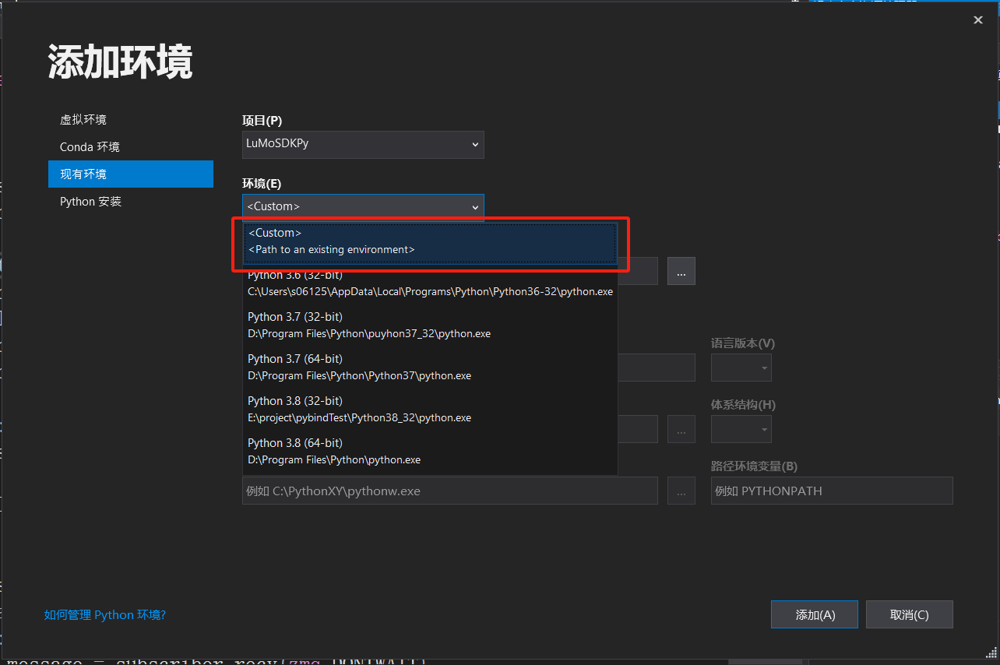 添加环境
虚拟环境
Conda 环境
现有环境
Python 安装
项目(P)
LuMoSDKPy
环境(E)
<Custom>
<Custom>
<Path to an existing environment>
Python 3.6 (32-bit)
C:\Users\s06125\AppData\Local\Programs\Python\Python36-32\python.exe
...
Python 3.7 (32-bit)
D:\Program Files\Python\puyhon37_32\python.exe
Python 3.7 (64-bit)
D:\Program Files\Python\Python37\python.exe
语言版本(V)
Python 3.8 (32-bit)
E:\project\pybindTest\Python38_32\python.exe
体系结构(H)
...
Python 3.8 (64-bit)
D:\Program Files\Python\python.exe
路径环境变量(B)
例如 C:\PythonXY\pythonw.exe
...
例如 PYTHONPATH
如何管理 Python 环境?
添加(A)
取消(C)
message = subscriber.recv(zmq.DONTWAIT)